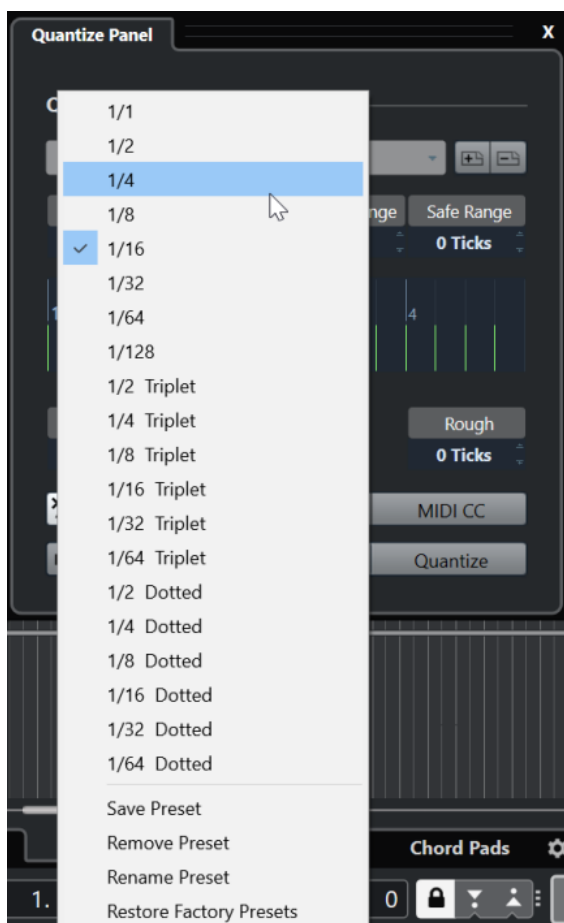 Quantize Panel X
1/1
1/2
1/4
1/8
Safe Range
1/16
0 Ticks
1/32
1/64
4
1/128
1/2 Triplet
1/4 Triplet
Rough
1/8 Triplet
0 Ticks
1/16 Triplet
1/32 Triplet
MIDI CC
1/64 Triplet
Quantize
1/2 Dotted
1/4 Dotted
1/8 Dotted
1/16 Dotted
1/32 Dotted
1/64 Dotted
Save Preset
Remove Preset
Chord Pads
Rename Preset
1.
0
Restore Factory Presets